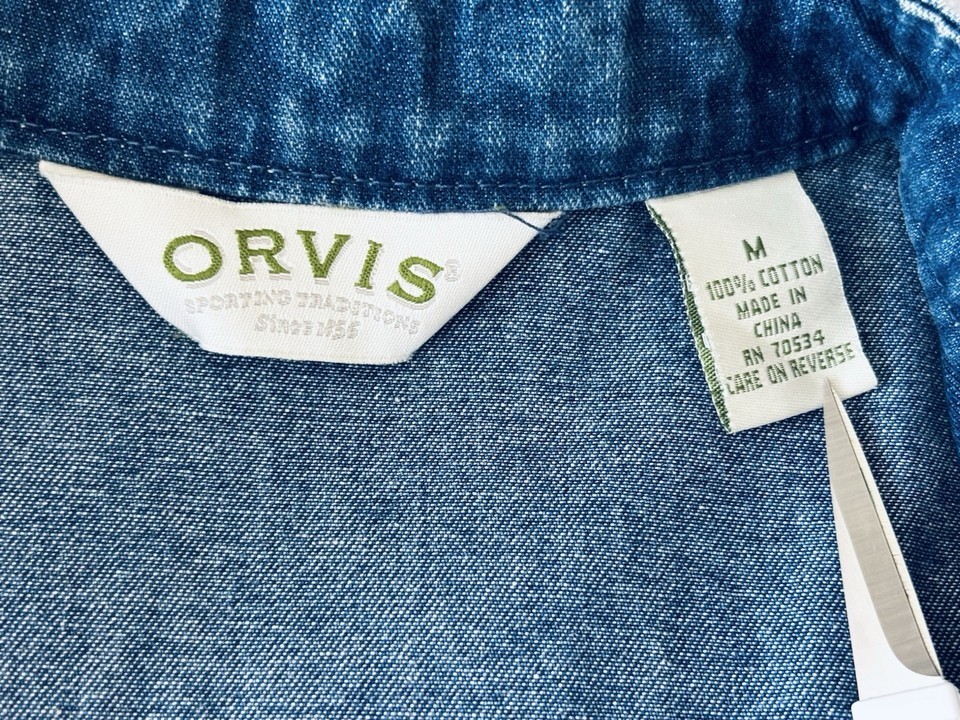 ORVIS®
SPORTING TRADITIONS
Since 1856
M
100% COTTON
MADE IN
CHINA
RN 70534
CARE ON REVERSE